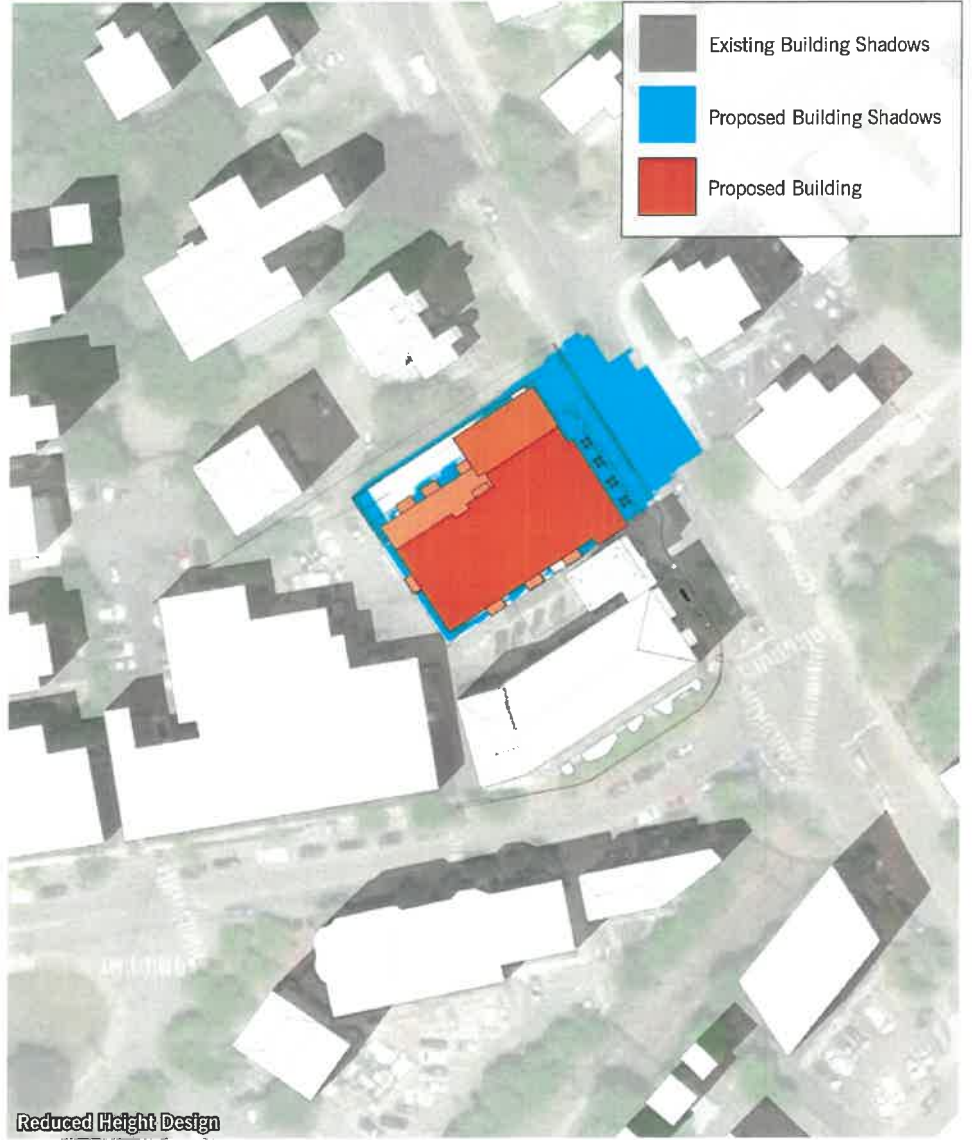 Existing Building Shadows
Proposed Building Shadows
Proposed Building
Reduced Height Design